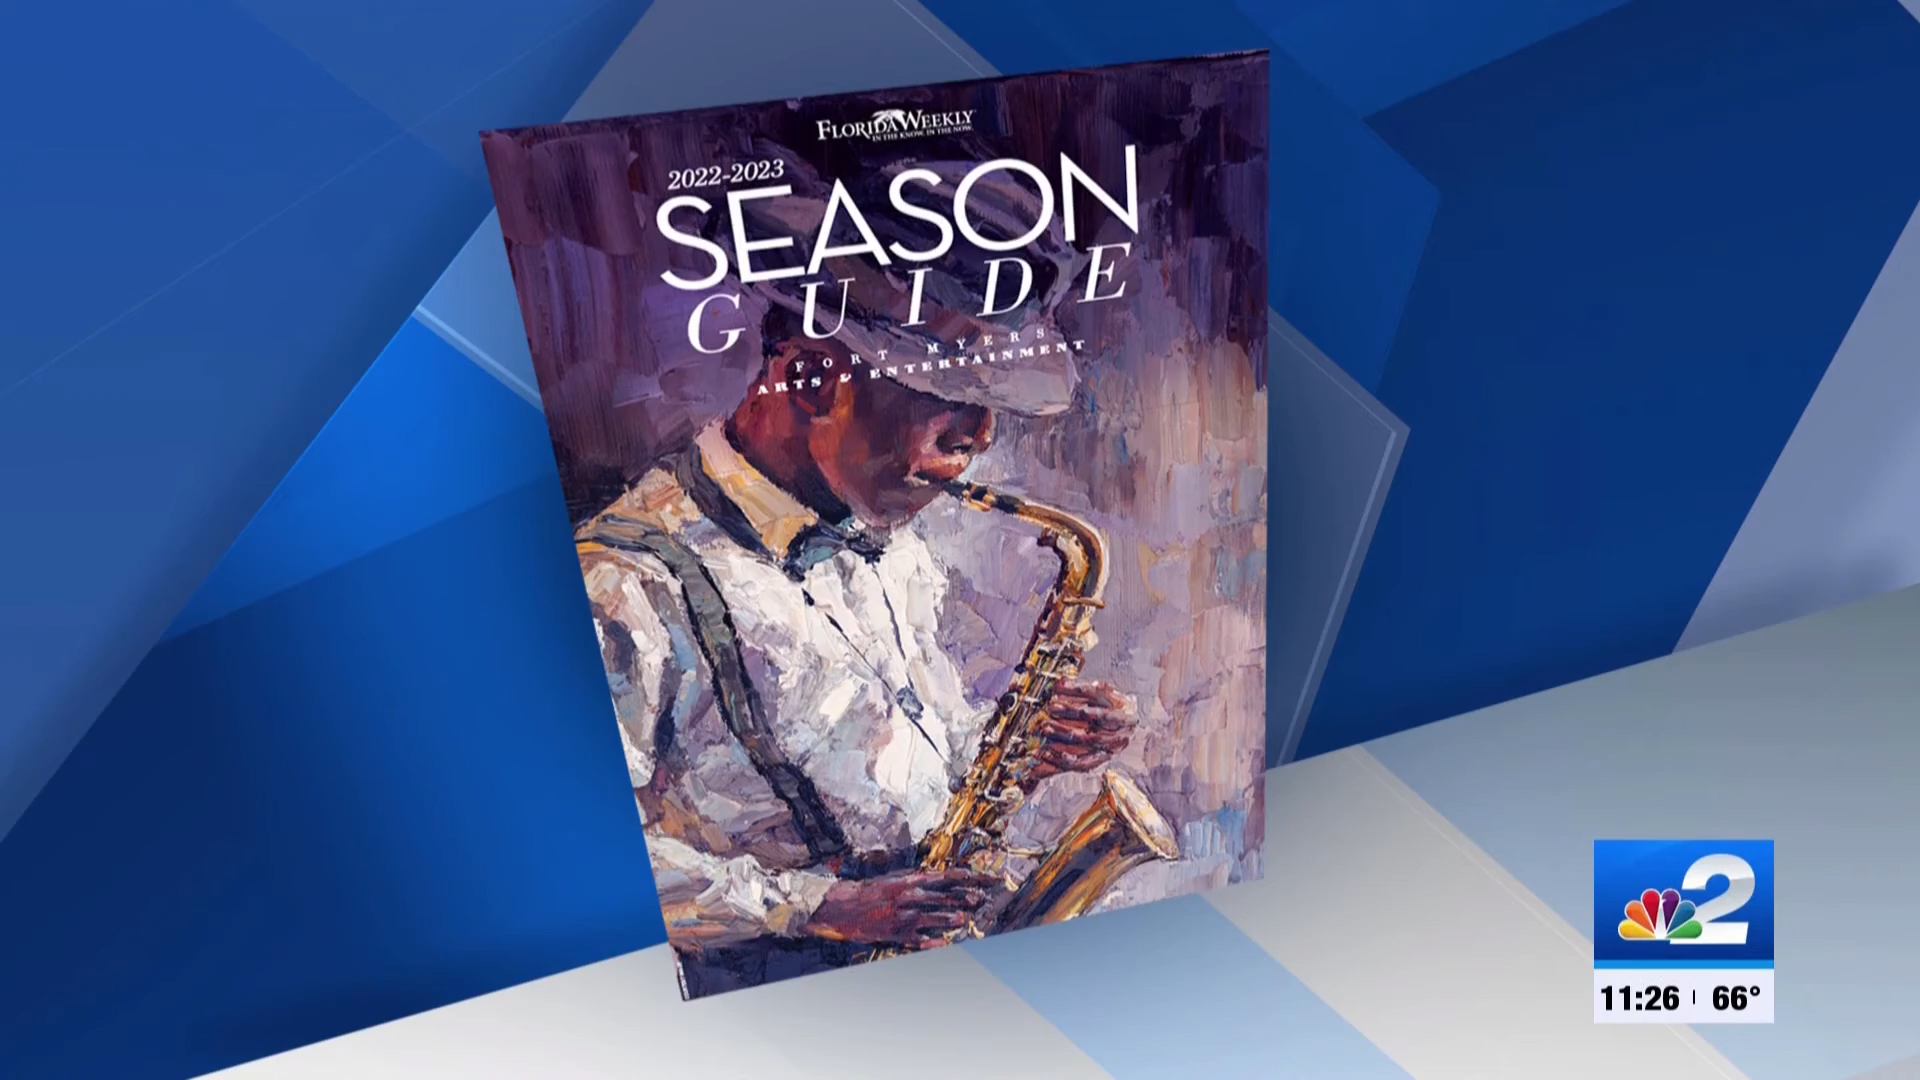 FLORIDA WEEKLY
IN THE KNOW. IN THE NOW.
2022-2023
SEASON
GUIDE
FORT MYERS
ARTS & ENTERTAINMENT
2
11:26 | 66°